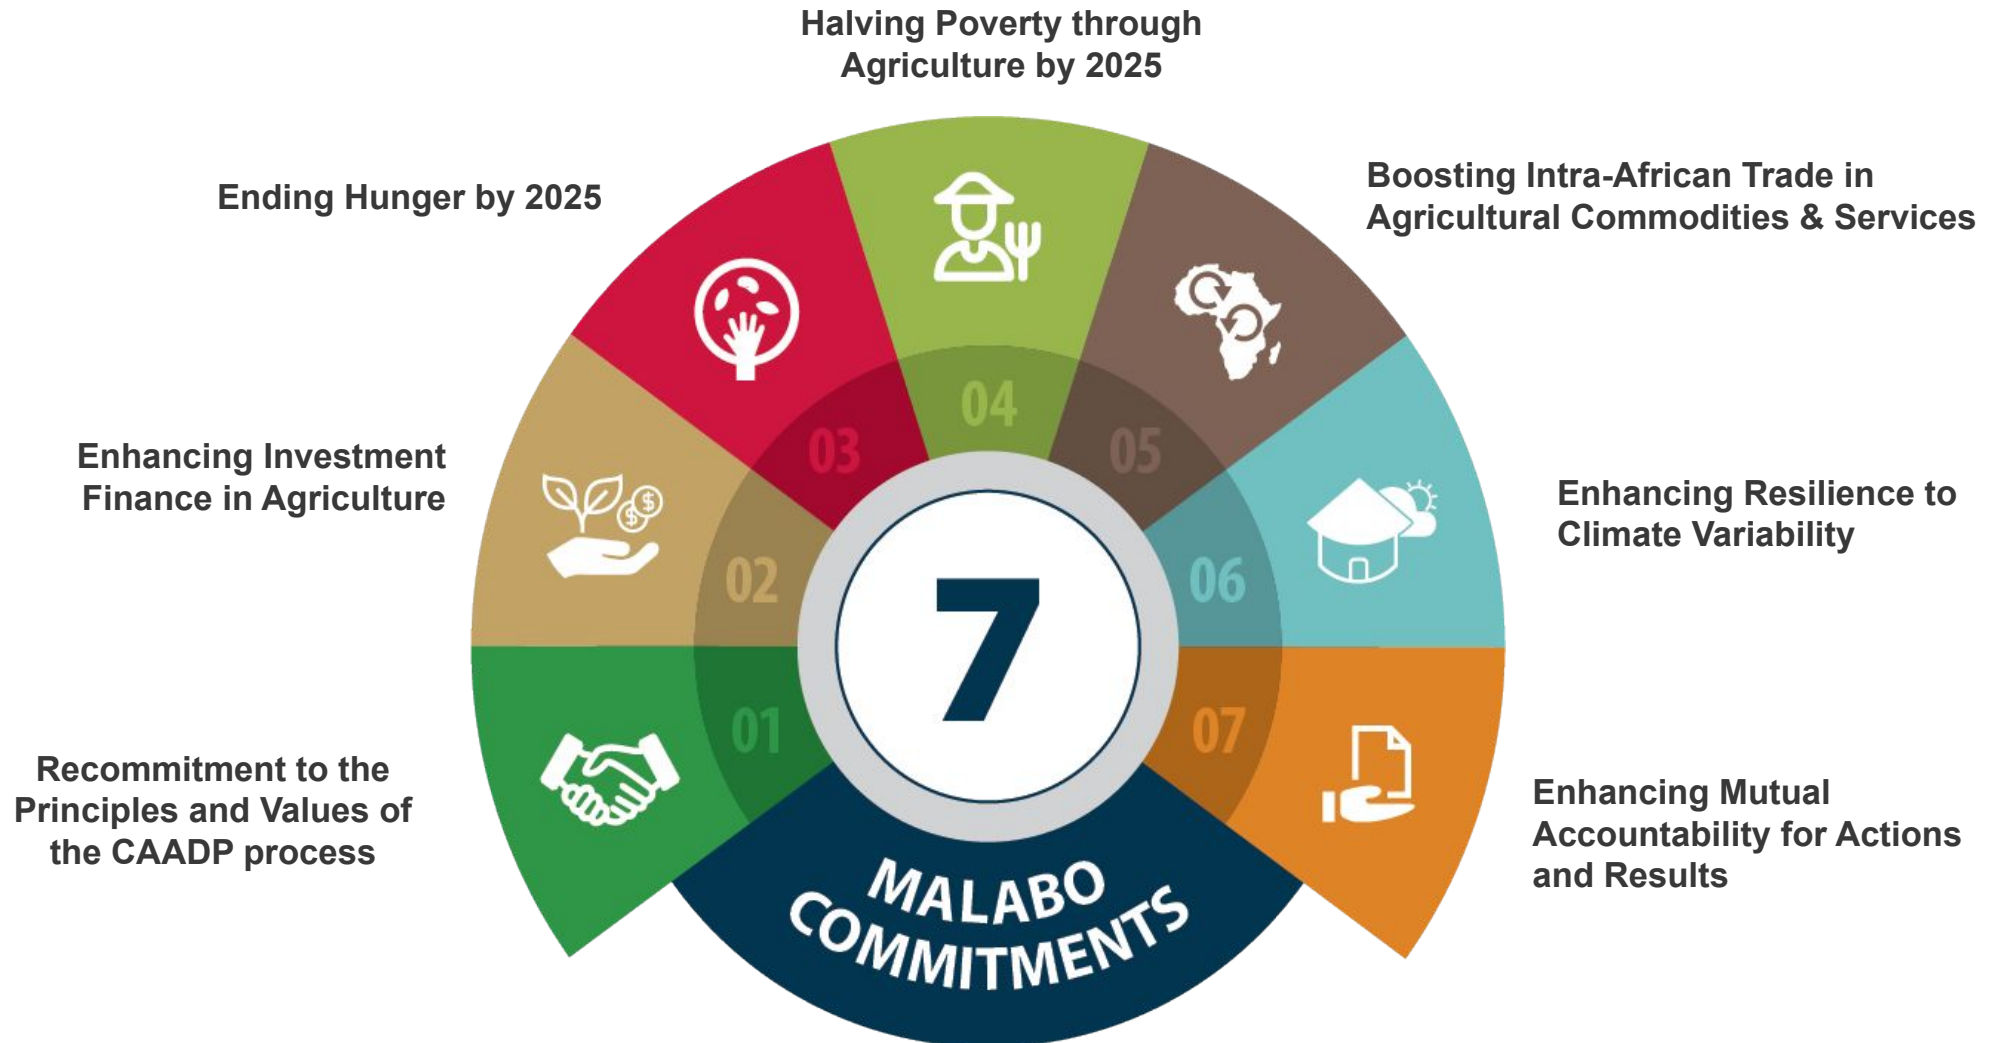 Halving Poverty through
Agriculture by 2025
Ending Hunger by 2025
Boosting Intra-African Trade in
Agricultural Commodities & Services
Enhancing Investment
Finance in Agriculture
Enhancing Resilience to
Climate Variability
Recommitment to the
Principles and Values of
the CAADP process
Enhancing Mutual
Accountability for Actions
and Results
01
02
$
$
03
04
05
06
07
7
MALABO
COMMITMENTS